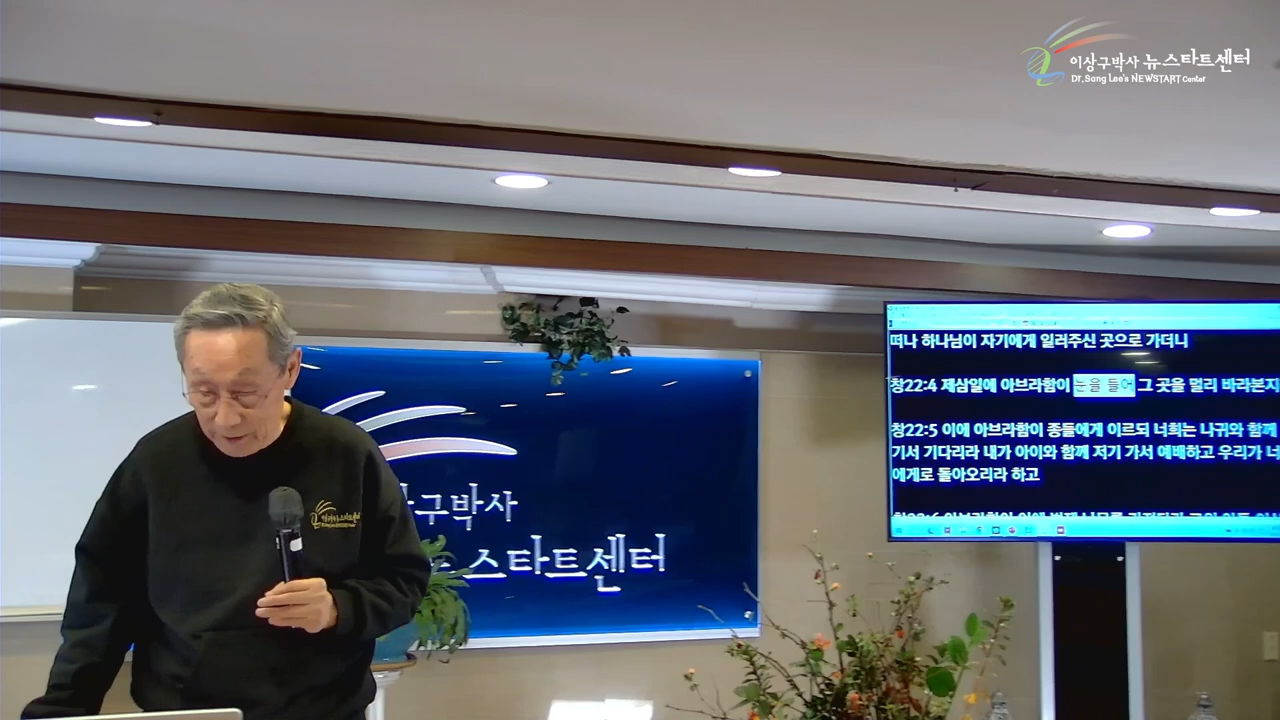 이상구박사 뉴스타트센터
Dr. Sang Lee's NEWSTART Center
떠나 하나님이 자기에게 일러주신 곳으로 가더니
창22:4 제삼일에 아브라함이 눈을 들어 그 곳을 멀리 바라본지
창22:5 이에 아브라함이 종들에게 이르되 너희는 나귀와 함께
기서 기다리라 내가 아이와 함께 저기 가서 예배하고 우리가 너
에게로 돌아오리라 하고
구박사
스타트센터